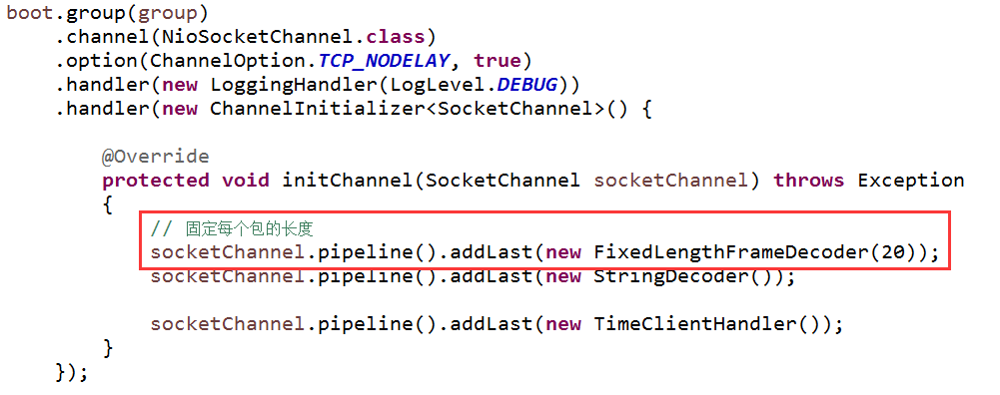 boot.group(group)
.channel(NioSocketChannel.class)
.option(ChannelOption.TCP_NODELAY, true)
.handler(new LoggingHandler(LogLevel.DEBUG))
.handler(new ChannelInitializer<SocketChannel>() {
@Override
protected void initChannel(SocketChannel socketChannel) throws Exception
{
// 固定每个包的长度
socketChannel.pipeline().addLast(new FixedLengthFrameDecoder(20));
socketChannel.pipeline().addLast(new StringDecoder());
socketChannel.pipeline().addLast(new TimeClientHandler());
}
});